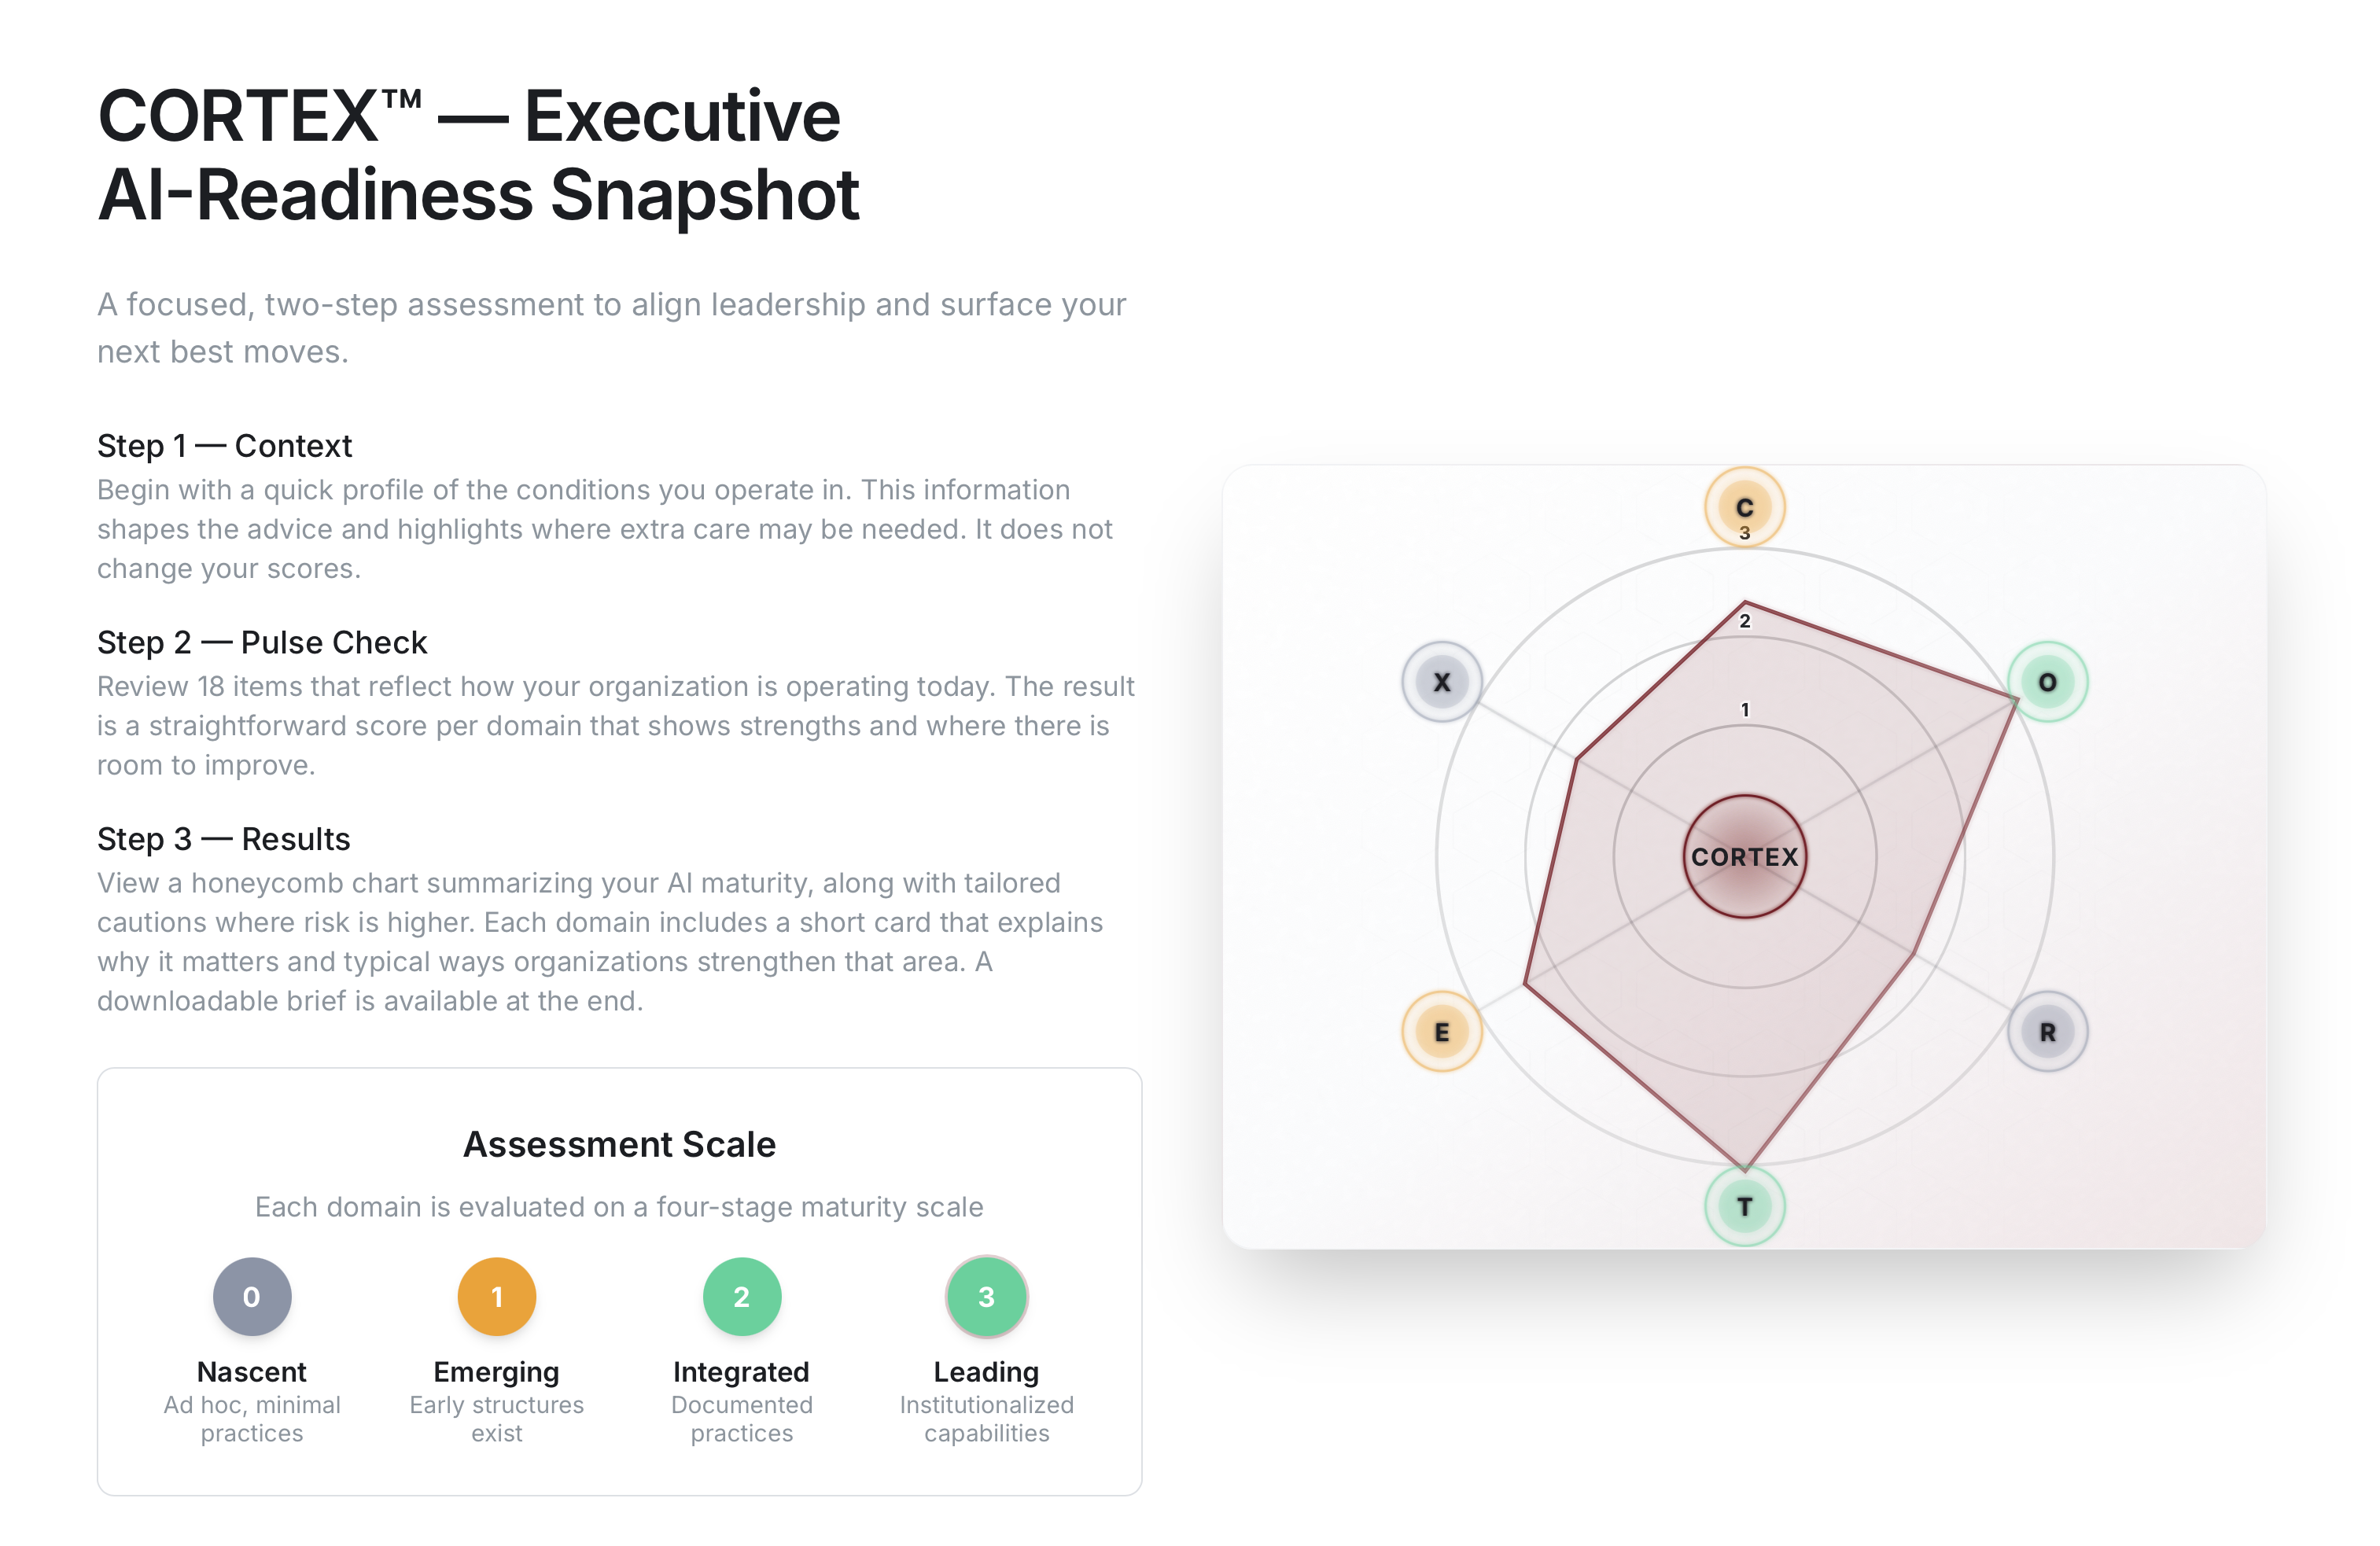 CORTEX™ — Executive
AI-Readiness Snapshot
A focused, two-step assessment to align leadership and surface your
next best moves.
Step 1 — Context
Begin with a quick profile of the conditions you operate in. This information
shapes the advice and highlights where extra care may be needed. It does not
change your scores.
Step 2 — Pulse Check
Review 18 items that reflect how your organization is operating today. The result
is a straightforward score per domain that shows strengths and where there is
room to improve.
Step 3 — Results
View a honeycomb chart summarizing your AI maturity, along with tailored
cautions where risk is higher. Each domain includes a short card that explains
why it matters and typical ways organizations strengthen that area. A
downloadable brief is available at the end.
Assessment Scale
Each domain is evaluated on a four-stage maturity scale
0
Nascent
Ad hoc, minimal
practices
1
Emerging
Early structures
exist
2
Integrated
Documented
practices
3
Leading
Institutionalized
capabilities
C
3
2
1
X
O
CORTEX
E
R
T